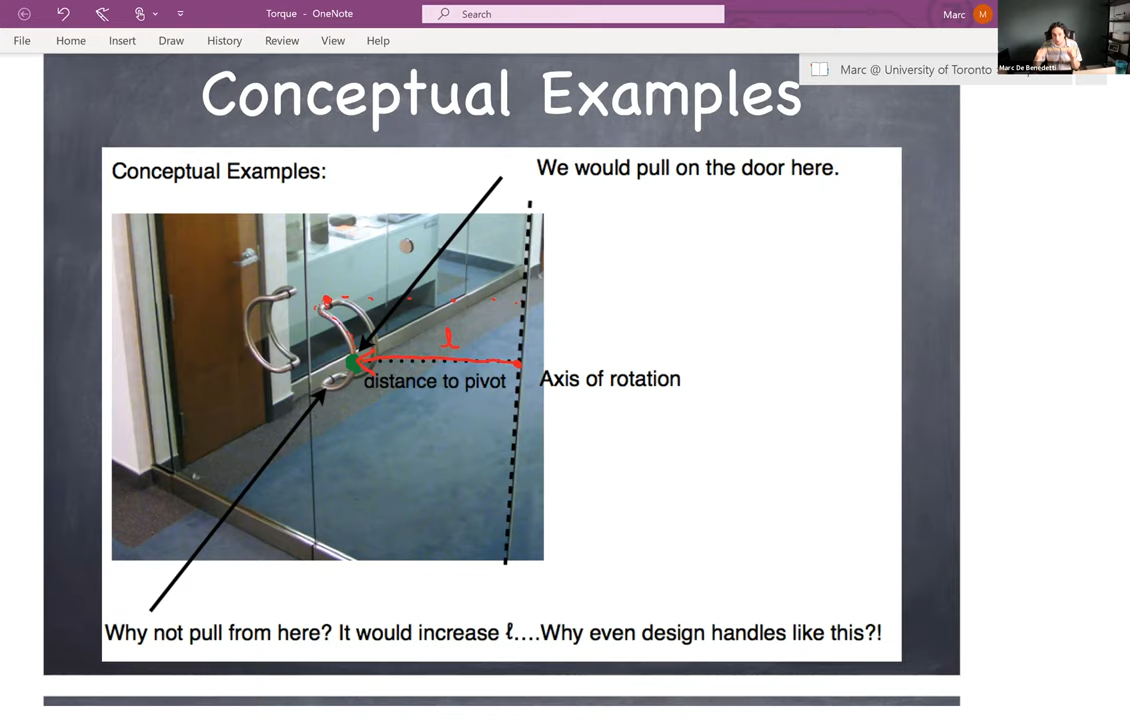 Torque - OneNote
Search
Marc
M
File
Home
Insert
Draw
History
Review
View
Help
Marc @ University of Toronto
Marc De Benedetti
Conceptual Examples
Conceptual Examples:
We would pull on the door here.
ℓ
distance to pivot
Axis of rotation
Why not pull from here? It would increase ℓ....Why even design handles like this?!